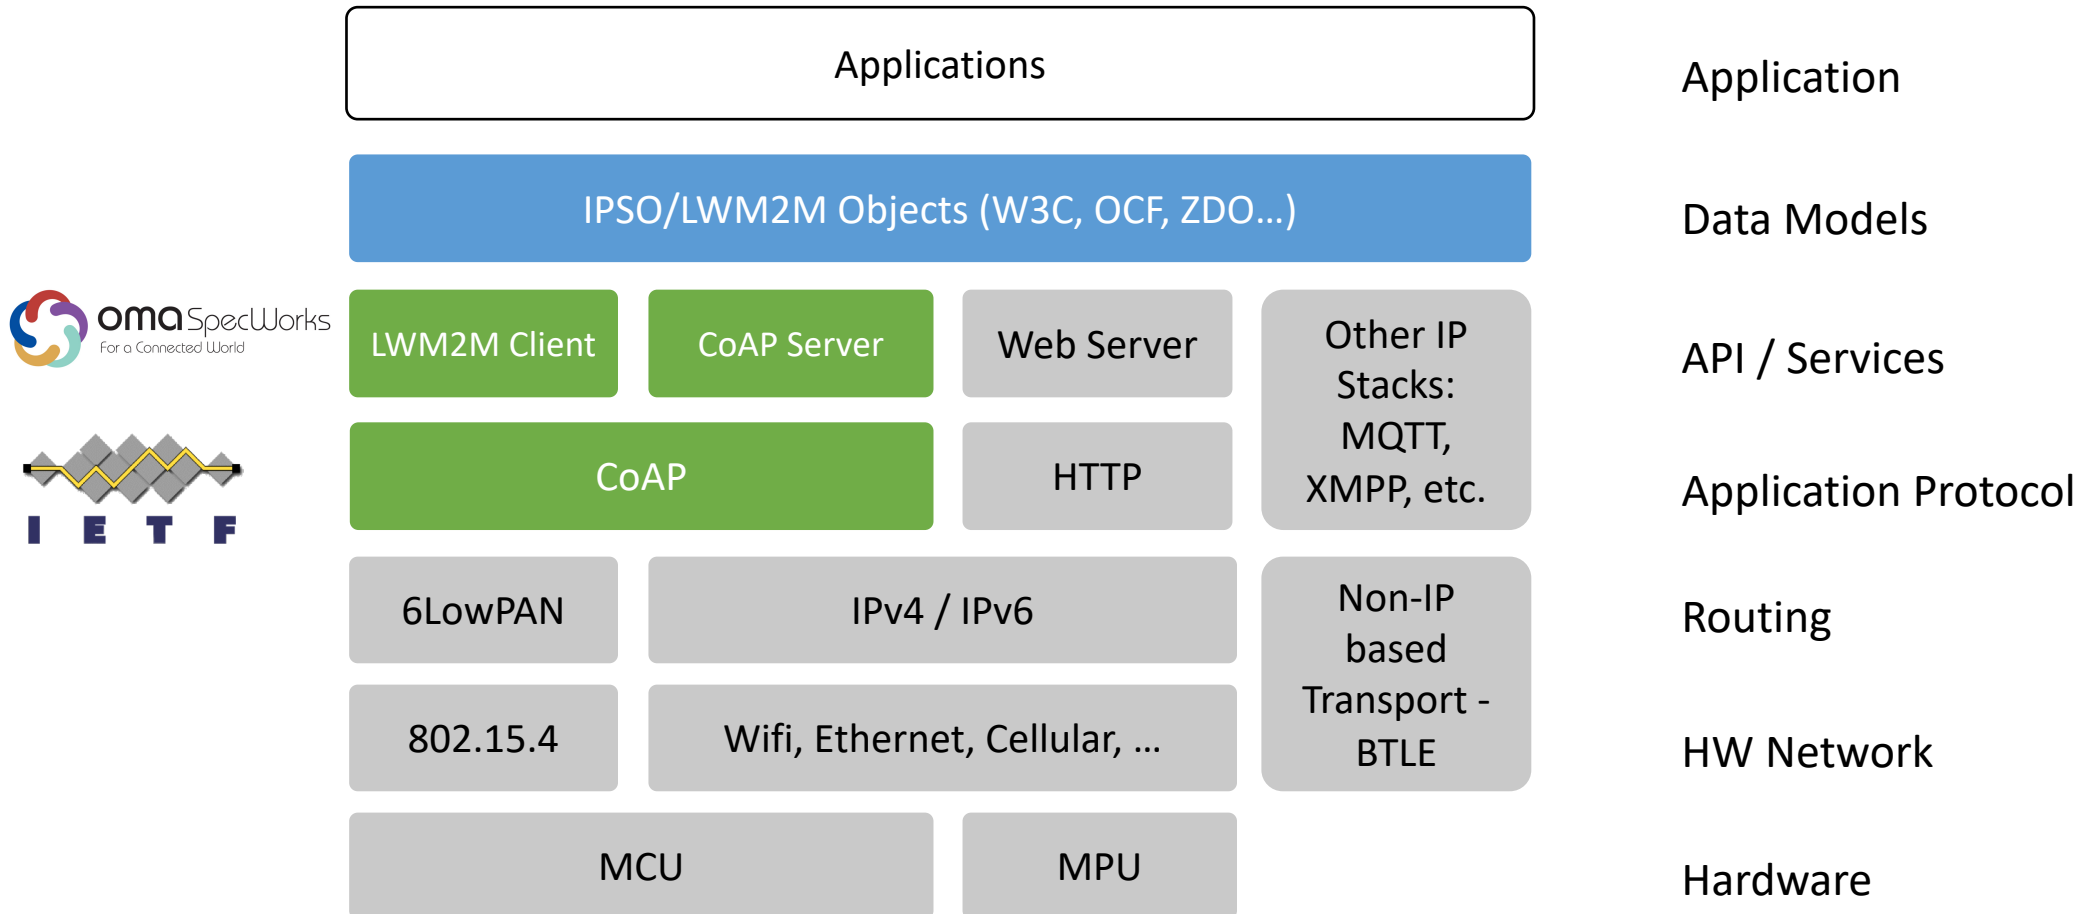 Applications
Application
IPSO/LWM2M Objects (W3C, OCF, ZDO...)
Data Models
oma SpecWorks
For a Connected World
LWM2M Client
CoAP Server
Web Server
Other IP
Stacks:
MQTT,
XMPP, etc.
API / Services
I E T F
CoAP
HTTP
Application Protocol
6LowPAN
IPv4 / IPv6
Non-IP
based
Transport -
BTLE
Routing
802.15.4
Wifi, Ethernet, Cellular, ...
HW Network
MCU
MPU
Hardware